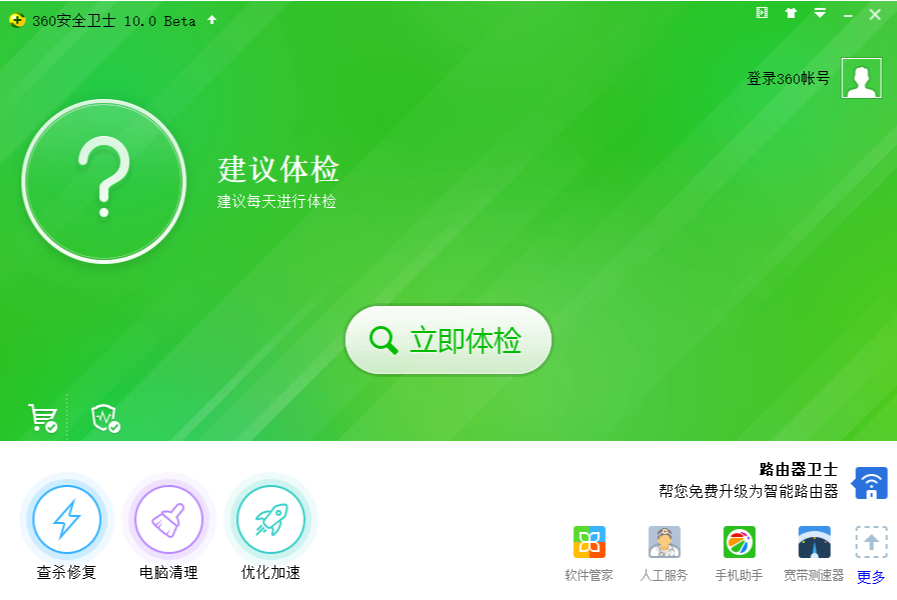 360安全卫士 10.0 Beta
登录360帐号
建议体检
建议每天进行体检
立即体检
路由器卫士
帮您免费升级为智能路由器
查杀修复
电脑清理
优化加速
软件管家
人工服务
手机助手
宽带测速器
更多